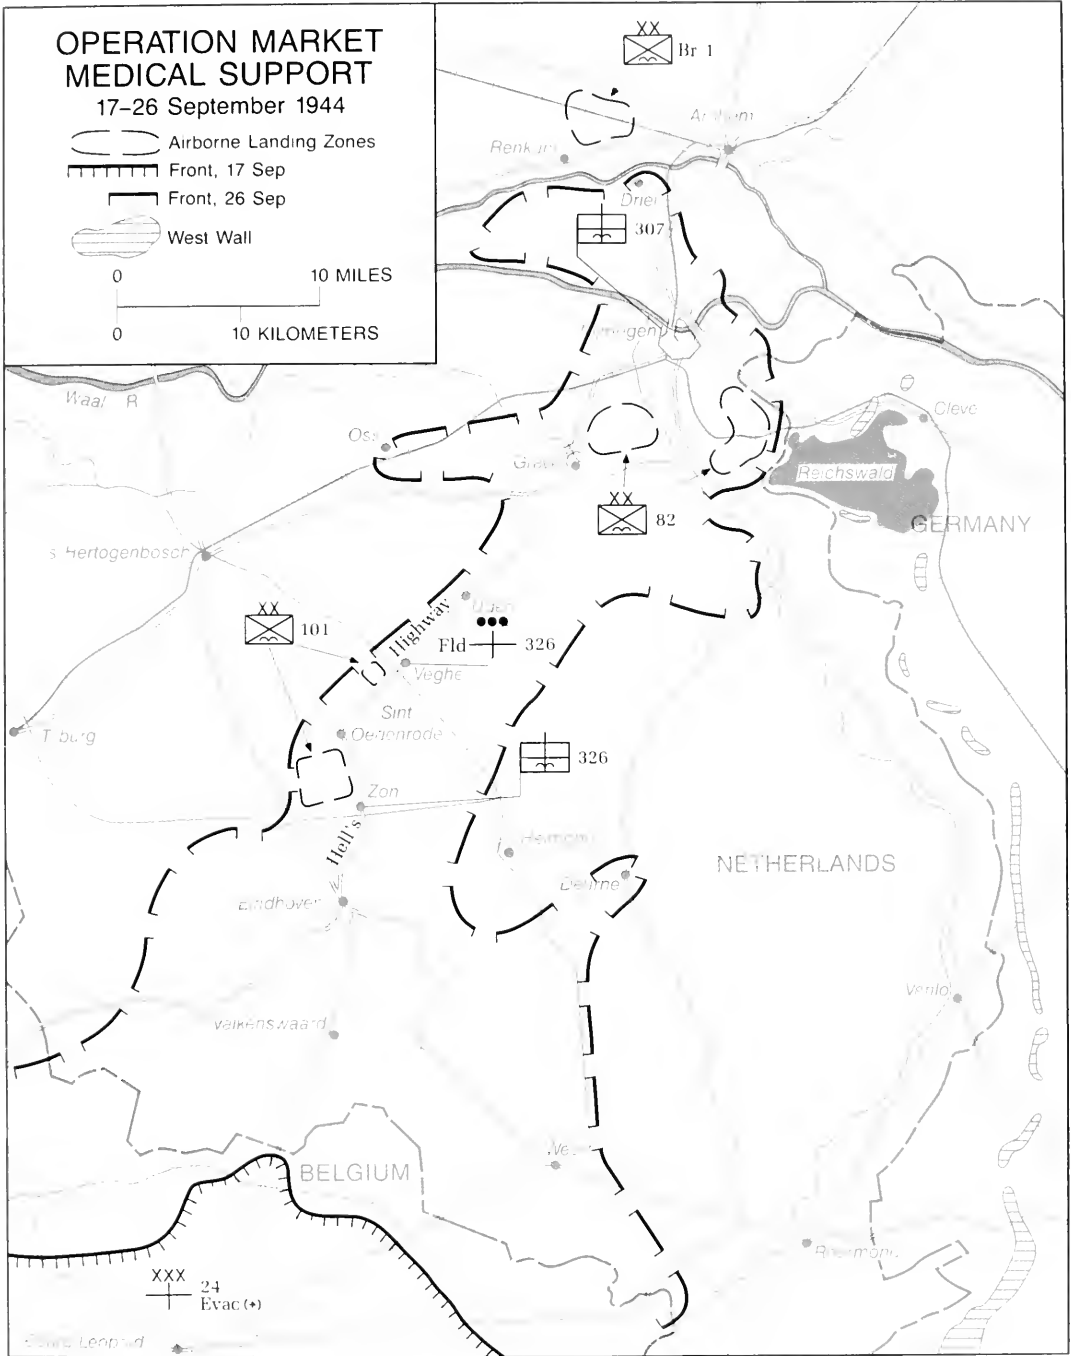 OPERATION MARKET
MEDICAL SUPPORT
17–26 September 1944
Airborne Landing Zones
Front, 17 Sep
Front, 26 Sep
West Wall
0 10 MILES
0 10 KILOMETERS
XX
Br 1
Driel
307
Waal R
Oss
Cleve
Reichswald
XX
82
GERMANY
s Hertogenbosch
XX
101
Uden
Highway
Fld 326
Veghel
Sint
Oedenrode
326
Zon
Hell's
NETHERLANDS
Deurne
Eindhoven
Venlo
Valkenswaard
BELGIUM
XXX
24
Evac (+)